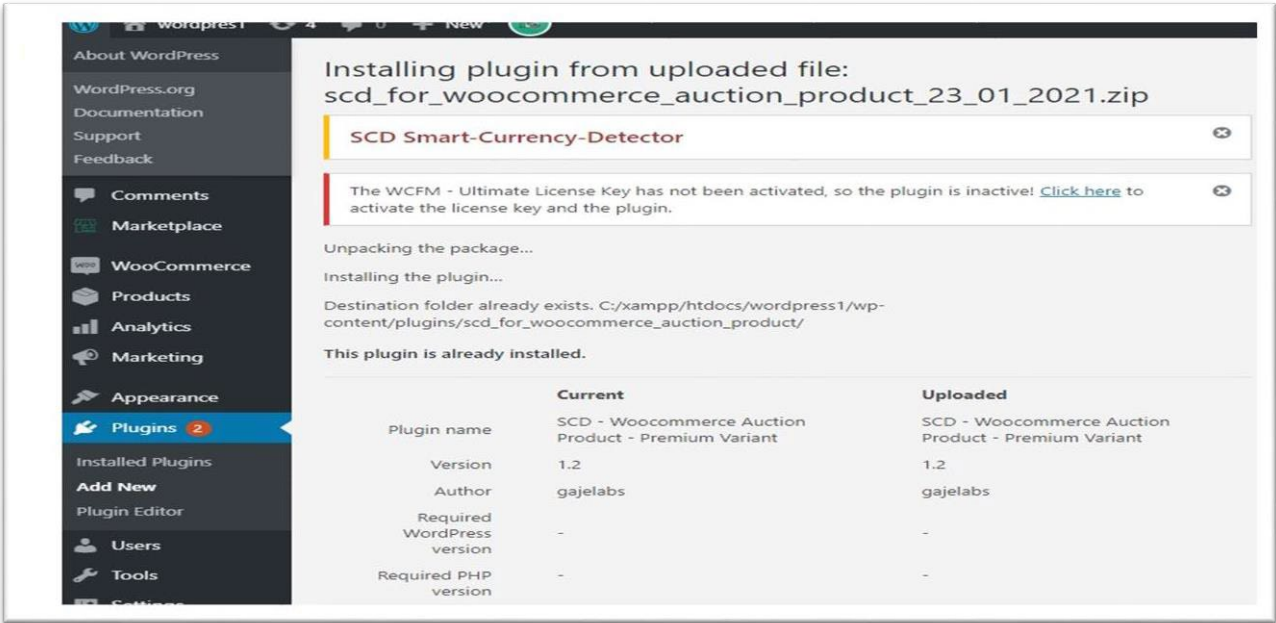 wordpres1 4 0 New
About WordPress
WordPress.org
Documentation
Support
Feedback
Comments
Marketplace
WooCommerce
Products
Analytics
Marketing
Appearance
Plugins 2
Installed Plugins
Add New
Plugin Editor
Users
Tools
Settings
Installing plugin from uploaded file:
scd_for_woocommerce_auction_product_23_01_2021.zip
SCD Smart-Currency-Detector
The WCFM - Ultimate License Key has not been activated, so the plugin is inactive! Click here to
activate the license key and the plugin.
Unpacking the package...
Installing the plugin...
Destination folder already exists. C:/xampp/htdocs/wordpress1/wp-
content/plugins/scd_for_woocommerce_auction_product/
This plugin is already installed.
Current Uploaded
Plugin name SCD - Woocommerce Auction SCD - Woocommerce Auction
Product - Premium Variant Product - Premium Variant
Version 1.2 1.2
Author gajelabs gajelabs
Required
WordPress - -
version
Required PHP - -
version